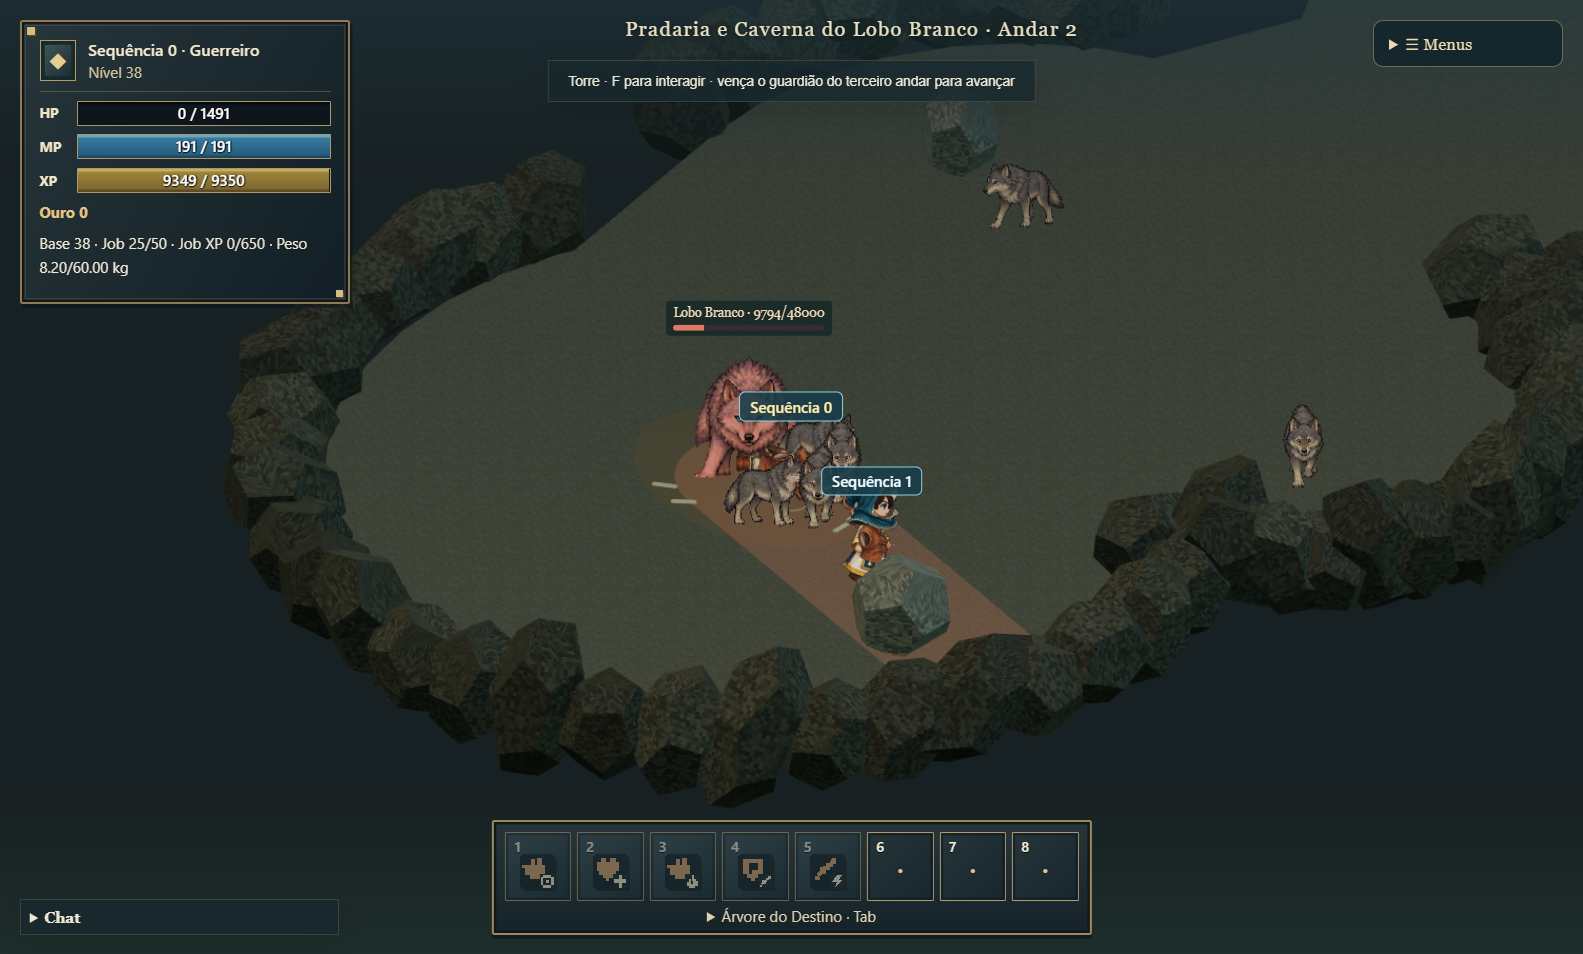 Sequência 0 · Guerreiro
Nível 38
HP 0 / 1491
MP 191 / 191
XP 9349 / 9350
Ouro 0
Base 38 · Job 25/50 · Job XP 0/650 · Peso
8.20/60.00 kg
Pradaria e Caverna do Lobo Branco · Andar 2
Torre · F para interagir · vença o guardião do terceiro andar para avançar
▶ ☰ Menus
Lobo Branco · 9794/48000
Sequência 0
Sequência 1
1 2 3 4 5 6 7 8
▶ Árvore do Destino · Tab
▶ Chat